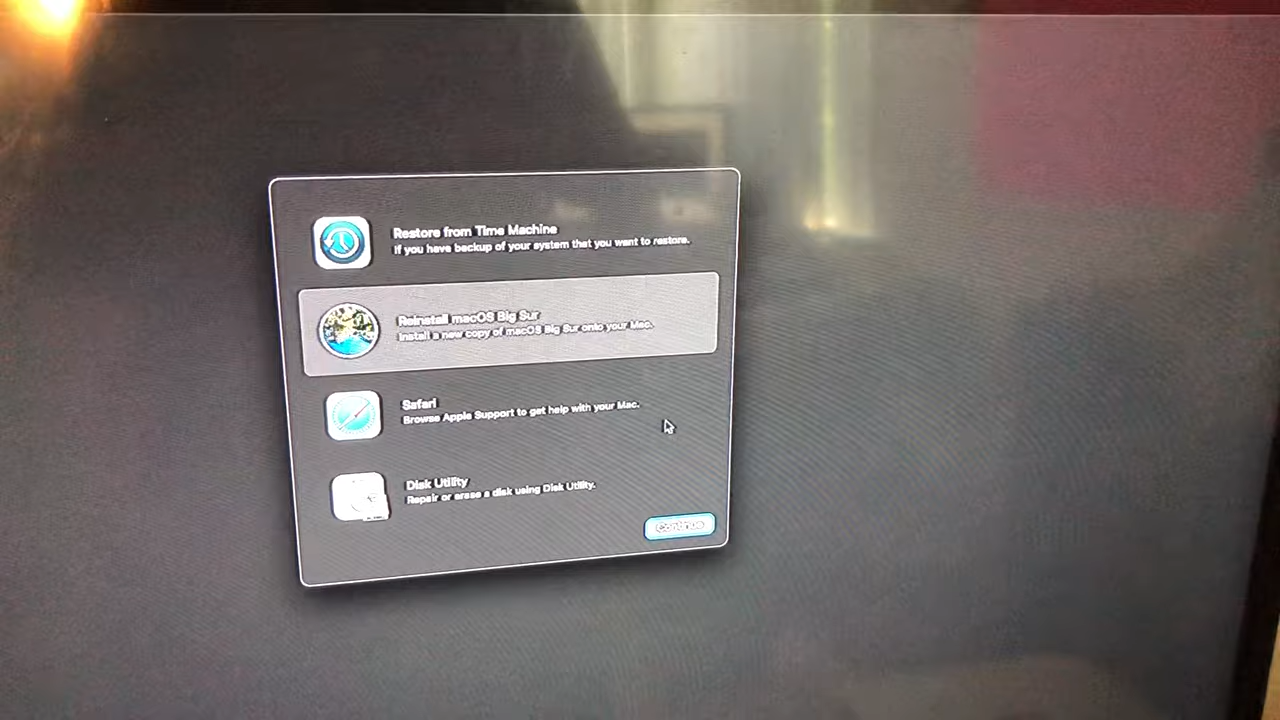 Restore from Time Machine
If you have backup of your system that you want to restore.
Reinstall macOS Big Sur
Install a new copy of macOS Big Sur onto your Mac.
Safari
Browse Apple Support to get help with your Mac.
Disk Utility
Repair or erase a disk using Disk Utility.
Continue